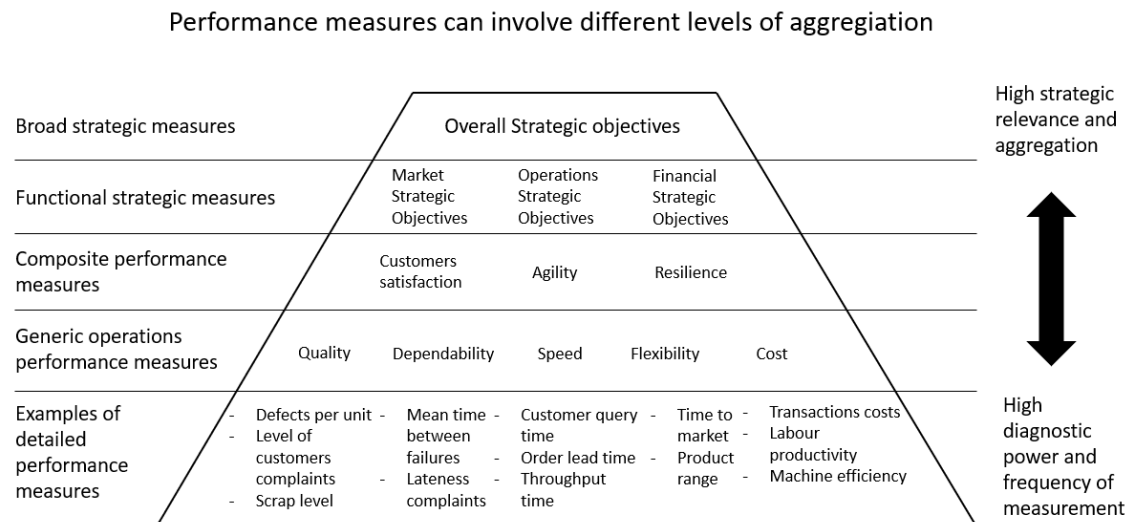 Performance measures can involve different levels of aggregiation
High strategic
relevance and
aggregation
Broad strategic measures
Overall Strategic objectives
Functional strategic measures
Market
Strategic
Objectives
Operations
Strategic
Objectives
Financial
Strategic
Objectives
Composite performance
measures
Customers
satisfaction
Agility
Resilience
Generic operations
performance measures
Quality
Dependability
Speed
Flexibility
Cost
Examples of
detailed
performance
measures
- Defects per unit
- Level of
customers
complaints
- Scrap level
- Mean time
between
failures
- Lateness
complaints
- Customer query
time
- Order lead time
- Throughput
time
- Time to
market
- Product
range
- Transactions costs
- Labour
productivity
- Machine efficiency
High
diagnostic
power and
frequency of
measurement